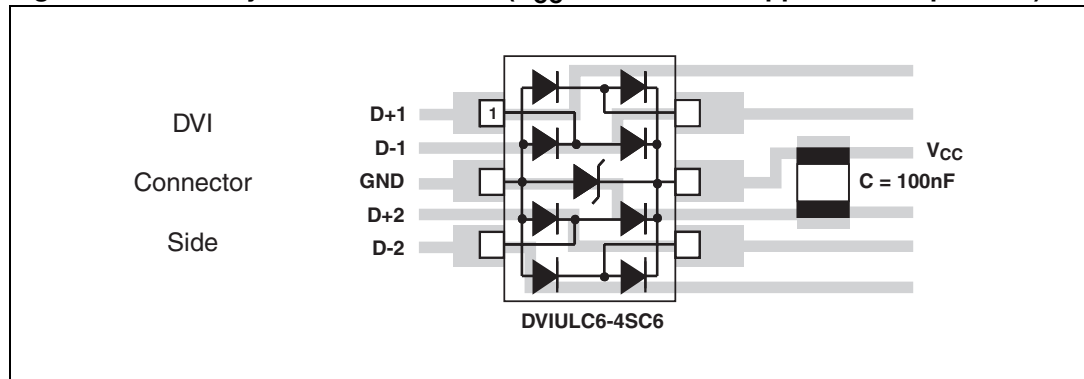 DVI
Connector
Side
D+1
D-1
GND
D+2
D-2
1
VCC
C = 100nF
DVIULC6-4SC6